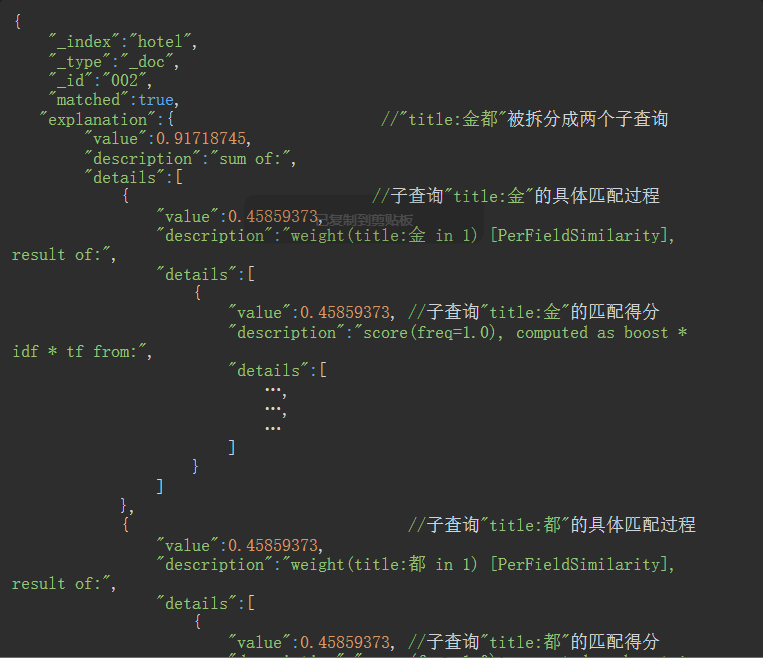 {
"_index":"hotel",
"_type":"_doc",
"_id":"002",
"matched":true,
"explanation":{ //"title:金都"被拆分成两个子查询
"value":0.91718745,
"description":"sum of:",
"details":[
{ //子查询"title:金"的具体匹配过程
"value":0.45859373,
已复制到剪贴板
"description":"weight(title:金 in 1) [PerFieldSimilarity],
result of:",
"details":[
{
"value":0.45859373, //子查询"title:金"的匹配得分
"description":"score(freq=1.0), computed as boost *
idf * tf from:",
"details":[
…,
…,
…
]
}
]
},
{ //子查询"title:都"的具体匹配过程
"value":0.45859373,
"description":"weight(title:都 in 1) [PerFieldSimilarity],
result of:",
"details":[
{
"value":0.45859373, //子查询"title:都"的匹配得分